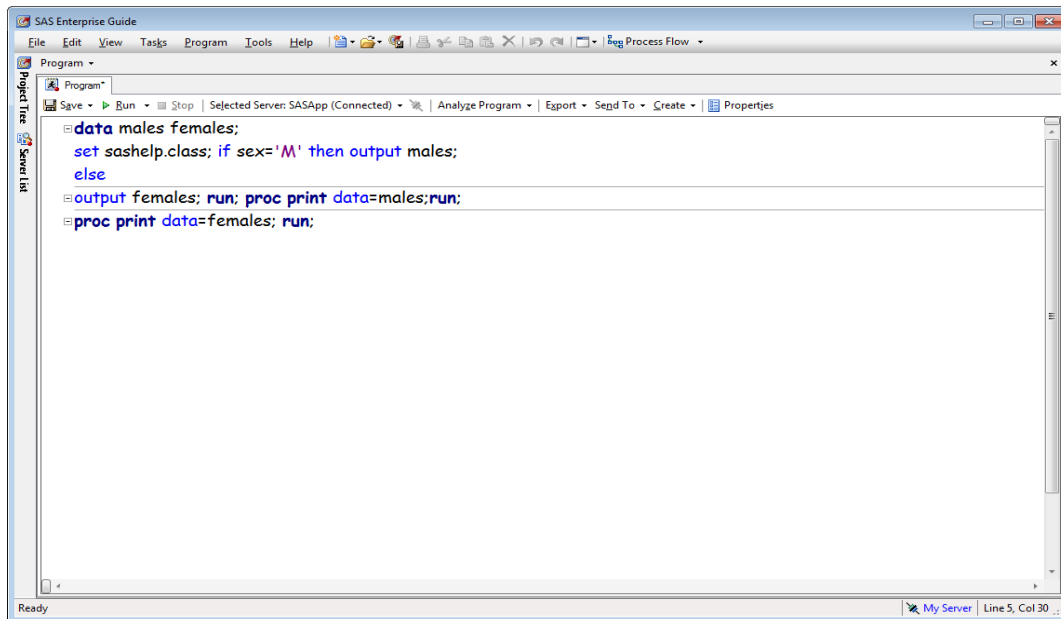 SAS Enterprise Guide
File Edit View Tasks Program Tools Help Process Flow
Program
Program*
Save Run Stop Selected Server: SASApp (Connected) Analyze Program Export Send To Create Properties
Project Tree
Server List
data males females;
set sashelp.class; if sex='M' then output males;
else
output females; run; proc print data=males;run;
proc print data=females; run;
Ready My Server Line 5, Col 30